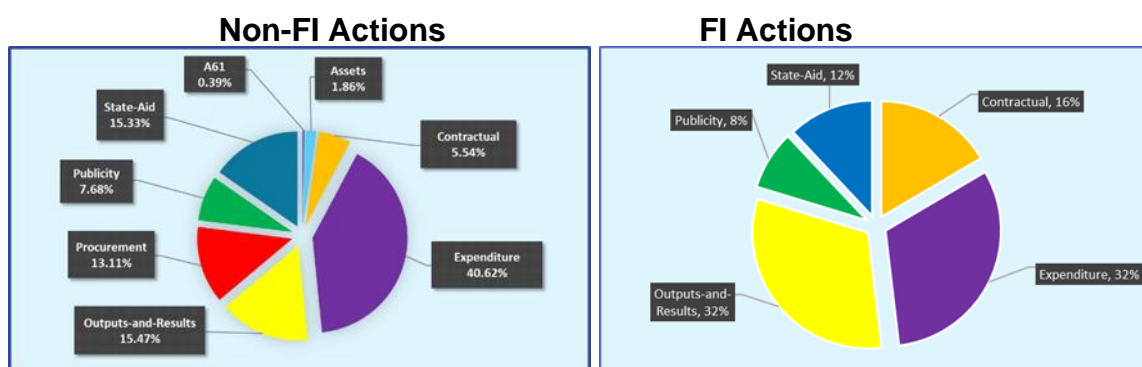 Non-FI Actions
A61
0.39%
Assets
1.86%
State-Aid
15.33%
Contractual
5.54%
Publicity
7.68%
Procurement
13.11%
Expenditure
40.62%
Outputs-and-Results
15.47%
FI Actions
State-Aid, 12%
Contractual, 16%
Publicity, 8%
Expenditure, 32%
Outputs-and-
Results, 32%